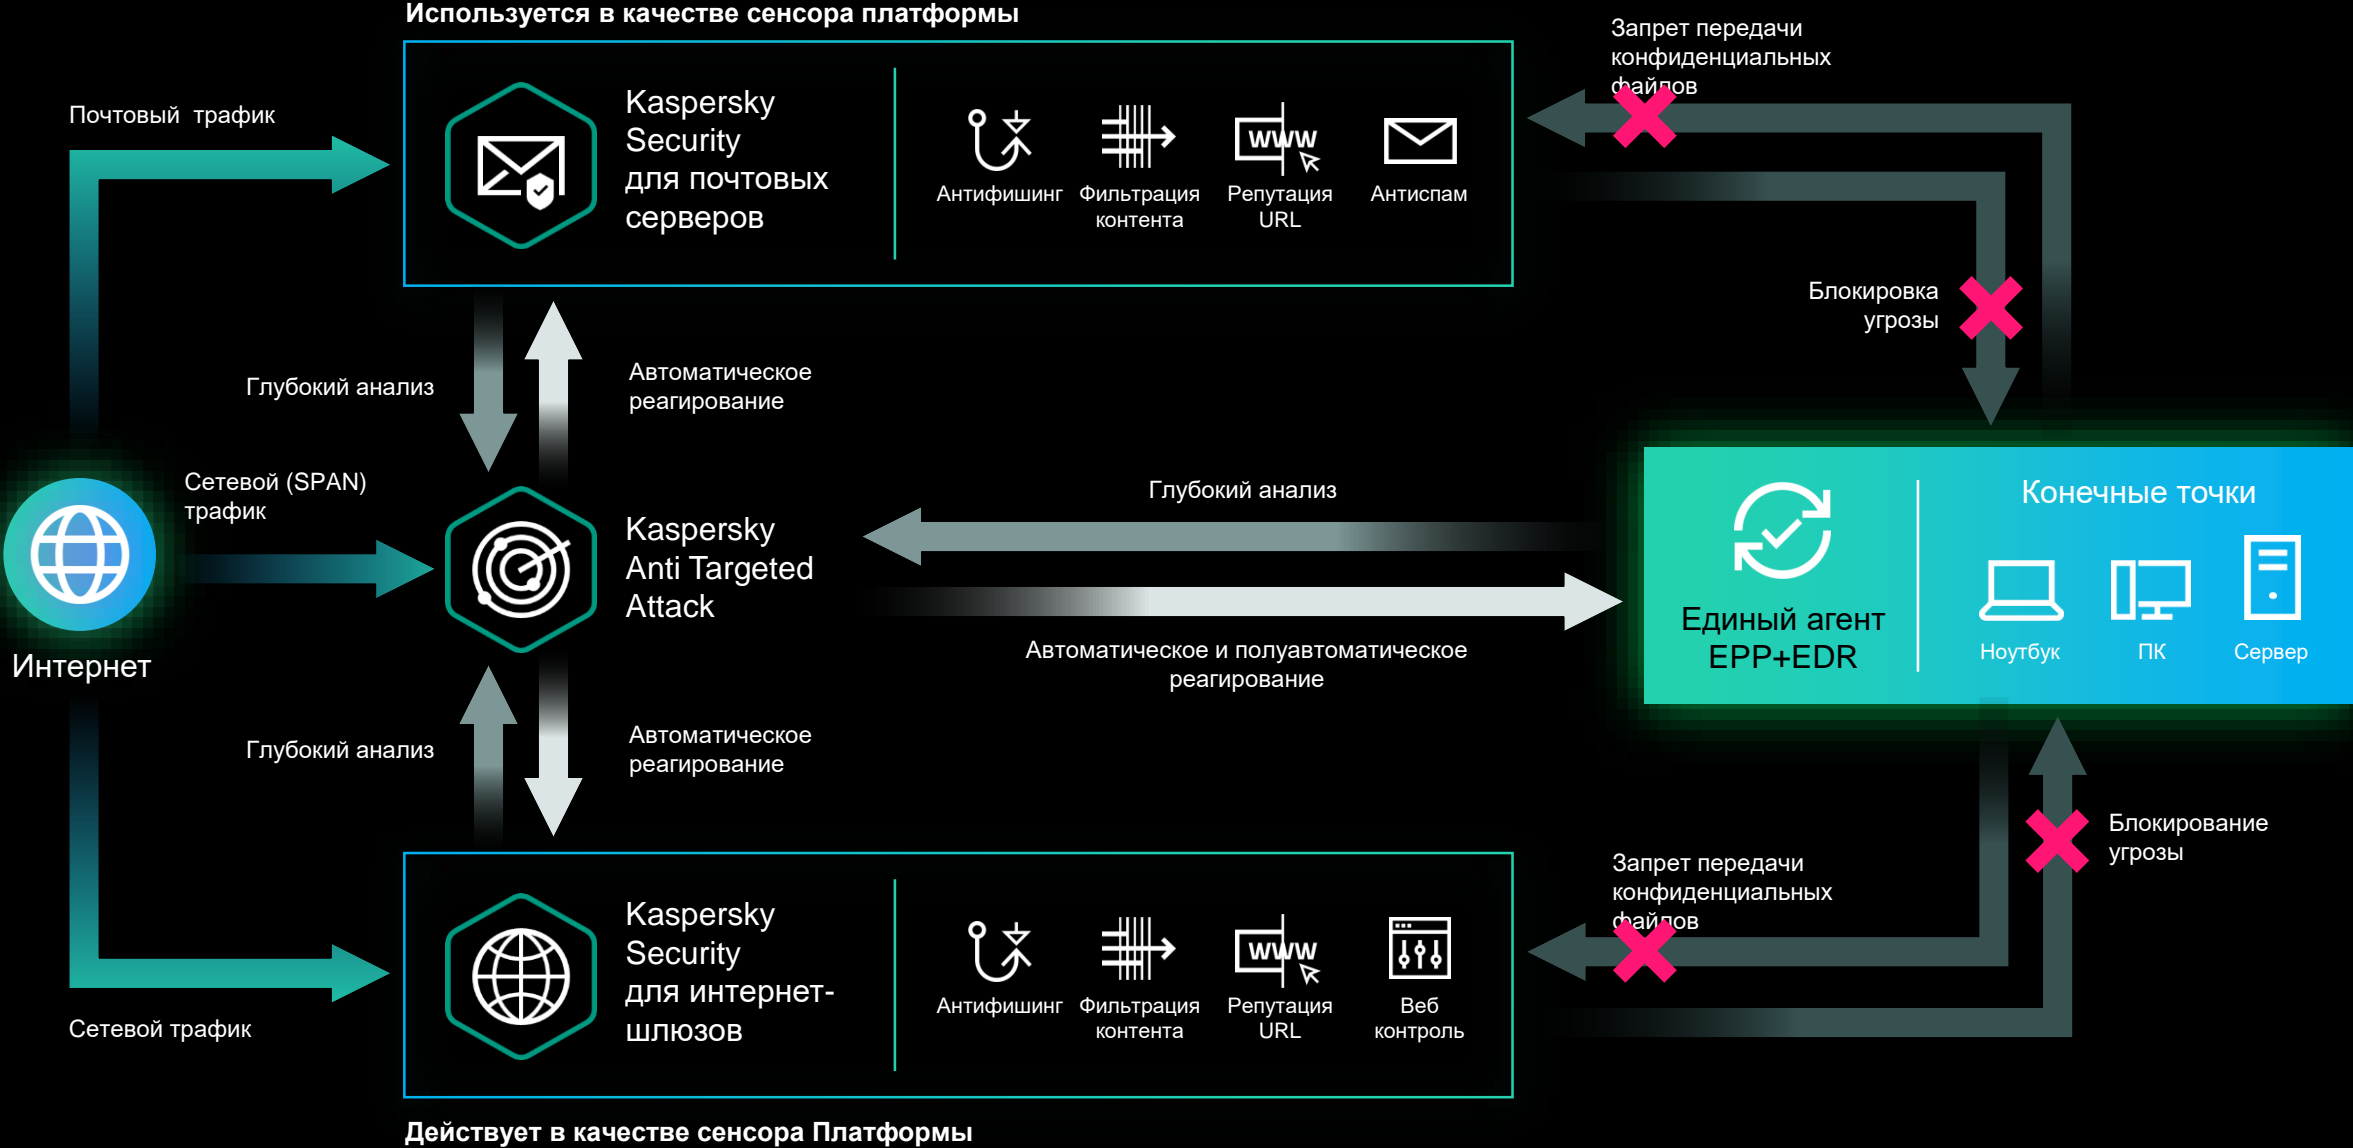 Используется в качестве сенсора платформы
Запрет передачи
конфиденциальных
файлов
Почтовый трафик
Kaspersky
Security
для почтовых
серверов
Антифишинг
Фильтрация
контента
Репутация
URL
WWW
Антиспам
Блокировка
угрозы
Глубокий анализ
Автоматическое
реагирование
Сетевой (SPAN)
трафик
Интернет
Kaspersky
Anti Targeted
Attack
Глубокий анализ
Автоматическое и полуавтоматическое
реагирование
Единый агент
EPP+EDR
Конечные точки
Ноутбук
ПК
Сервер
Глубокий анализ
Автоматическое
реагирование
Блокирование
угрозы
Запрет передачи
конфиденциальных
файлов
Сетевой трафик
Kaspersky
Security
для интернет-
шлюзов
Антифишинг
Фильтрация
контента
WWW
Репутация
URL
Веб
контроль
Действует в качестве сенсора Платформы